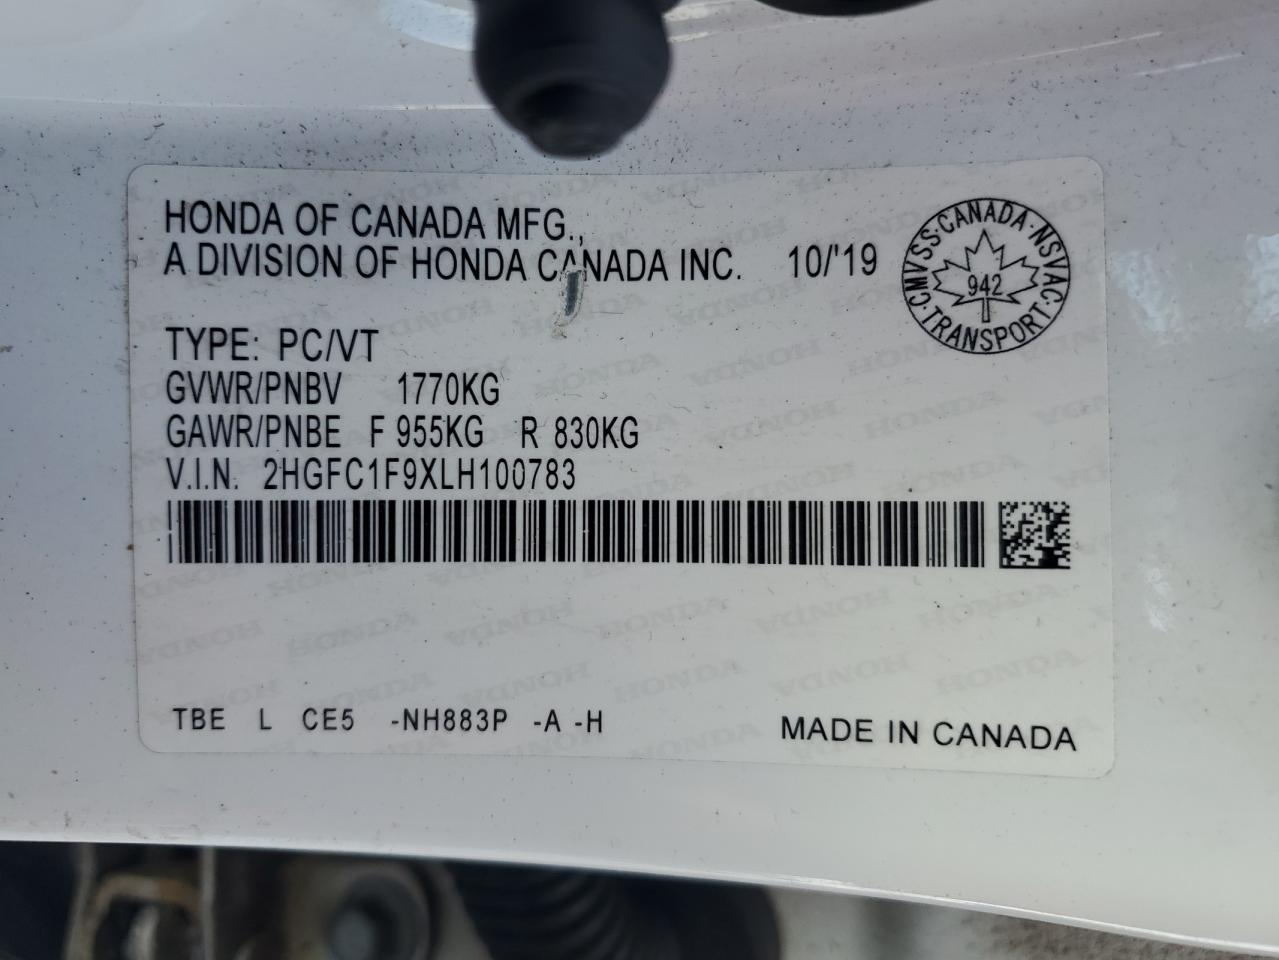 HONDA OF CANADA MFG.,
A DIVISION OF HONDA CANADA INC. 10/'19
CMVSS·CANADA·NSVAC·TRANSPORT·
942
TYPE: PC/VT
GVWR/PNBV 1770KG
GAWR/PNBE F 955KG R 830KG
V.I.N. 2HGFC1F9XLH100783
TBE L CE5 -NH883P -A -H
MADE IN CANADA